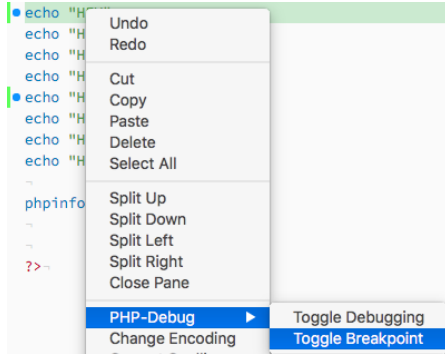 echo "HEY"
echo "H
echo "H
echo "H
echo "H
echo "H
echo "H
echo "H
phpinfo
?>
Undo
Redo
Cut
Copy
Paste
Delete
Select All
Split Up
Split Down
Split Left
Split Right
Close Pane
PHP-Debug
Toggle Debugging
Change Encoding
Toggle Breakpoint